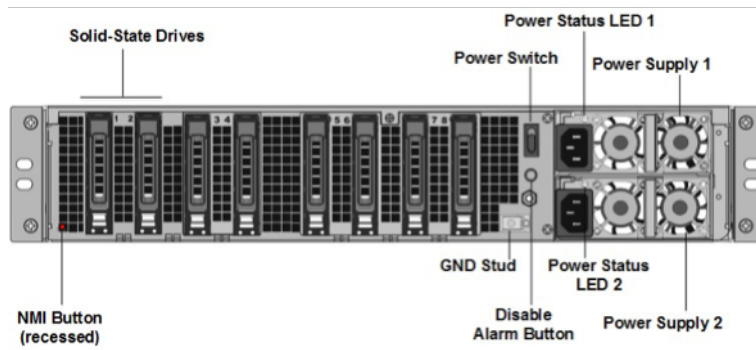 Power Status LED 1
Solid-State Drives
Power Switch
Power Supply 1
1 2 3 4 5 6 7 8
GND Stud
Power Status
LED 2
NMI Button
(recessed)
Disable
Alarm Button
Power Supply 2